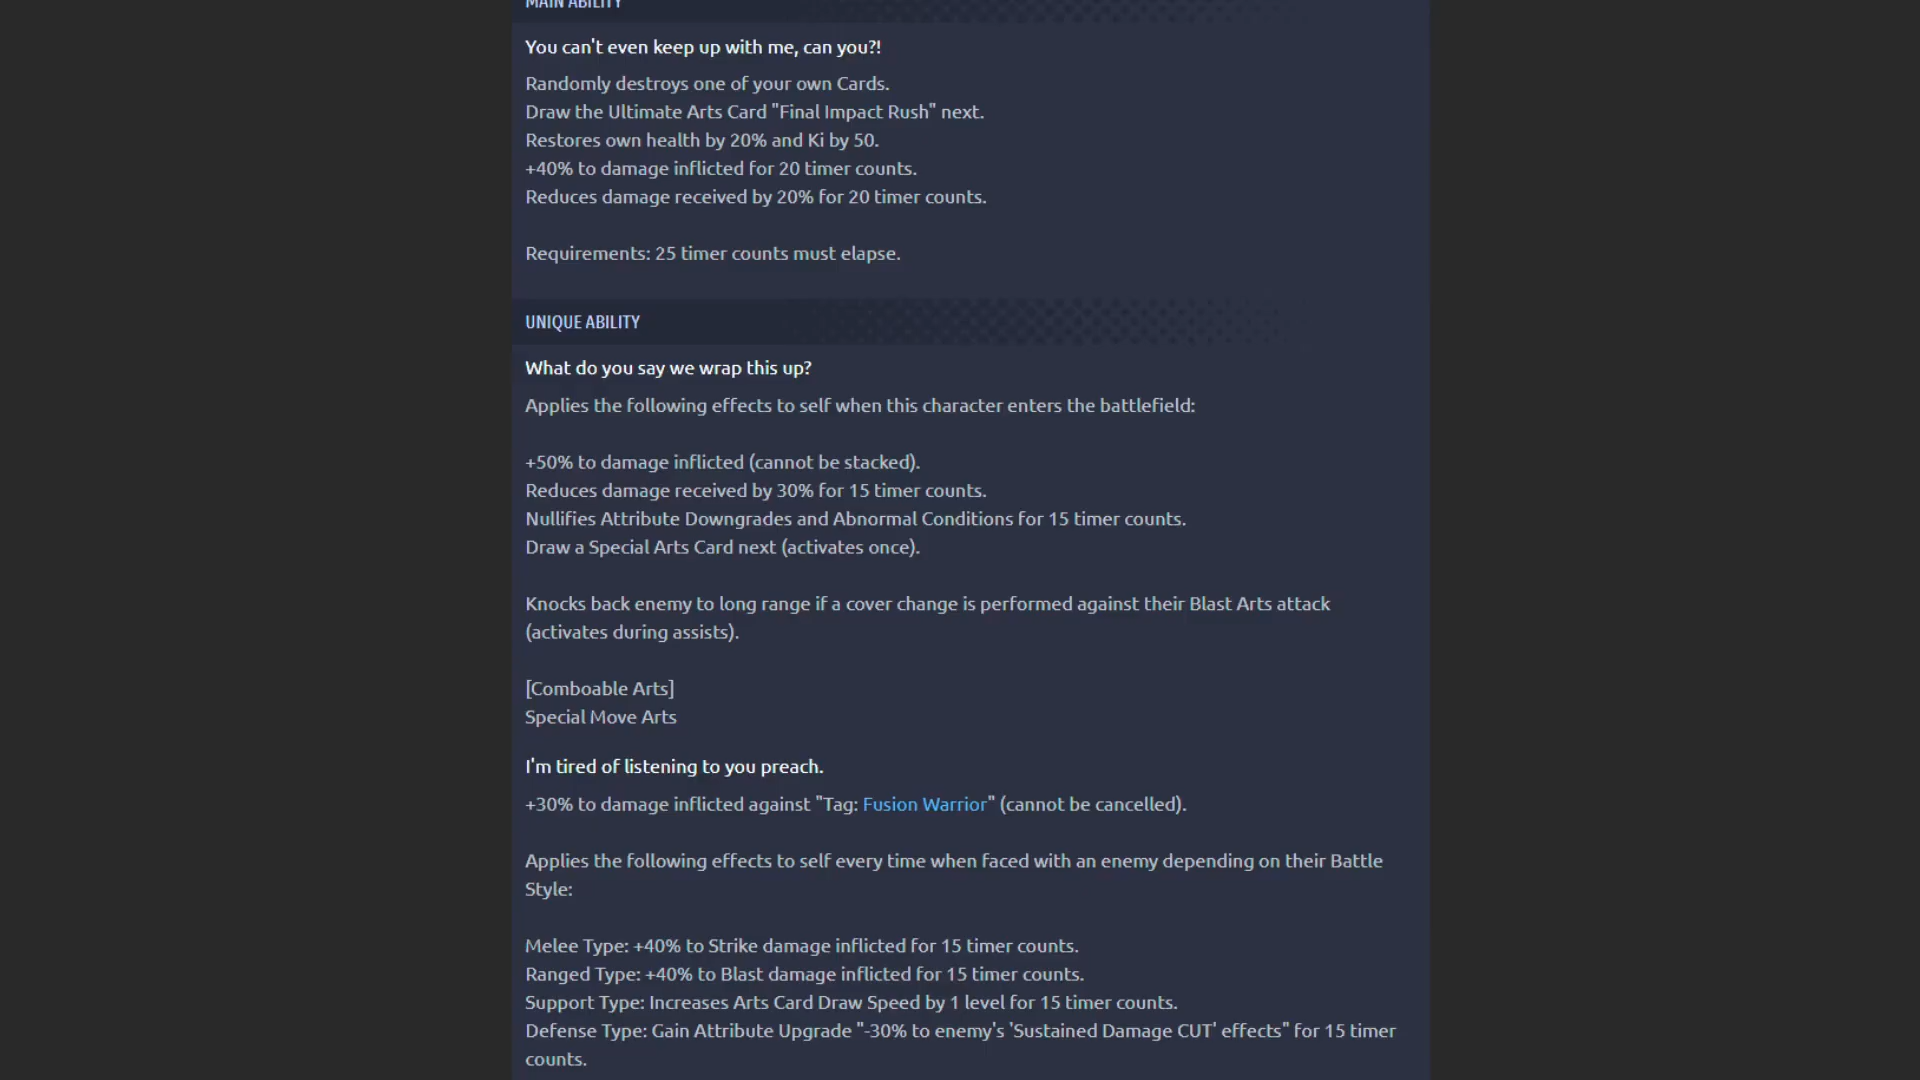 MAIN ABILITY
You can't even keep up with me, can you?!
Randomly destroys one of your own Cards.
Draw the Ultimate Arts Card "Final Impact Rush" next.
Restores own health by 20% and Ki by 50.
+40% to damage inflicted for 20 timer counts.
Reduces damage received by 20% for 20 timer counts.
Requirements: 25 timer counts must elapse.
UNIQUE ABILITY
What do you say we wrap this up?
Applies the following effects to self when this character enters the battlefield:
+50% to damage inflicted (cannot be stacked).
Reduces damage received by 30% for 15 timer counts.
Nullifies Attribute Downgrades and Abnormal Conditions for 15 timer counts.
Draw a Special Arts Card next (activates once).
Knocks back enemy to long range if a cover change is performed against their Blast Arts attack
(activates during assists).
[Comboable Arts]
Special Move Arts
I'm tired of listening to you preach.
+30% to damage inflicted against "Tag: Fusion Warrior" (cannot be cancelled).
Applies the following effects to self every time when faced with an enemy depending on their Battle
Style:
Melee Type: +40% to Strike damage inflicted for 15 timer counts.
Ranged Type: +40% to Blast damage inflicted for 15 timer counts.
Support Type: Increases Arts Card Draw Speed by 1 level for 15 timer counts.
Defense Type: Gain Attribute Upgrade "-30% to enemy's 'Sustained Damage CUT' effects" for 15 timer
counts.